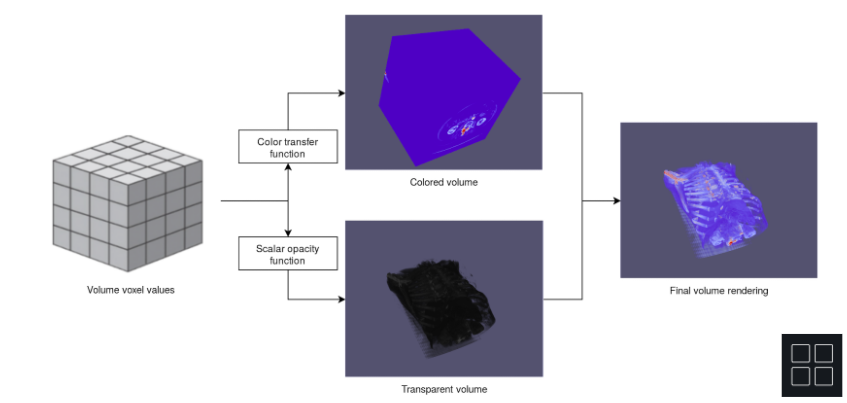 Color transfer
function
Colored volume
Volume voxel values
Scalar opacity
function
Final volume rendering
Transparent volume